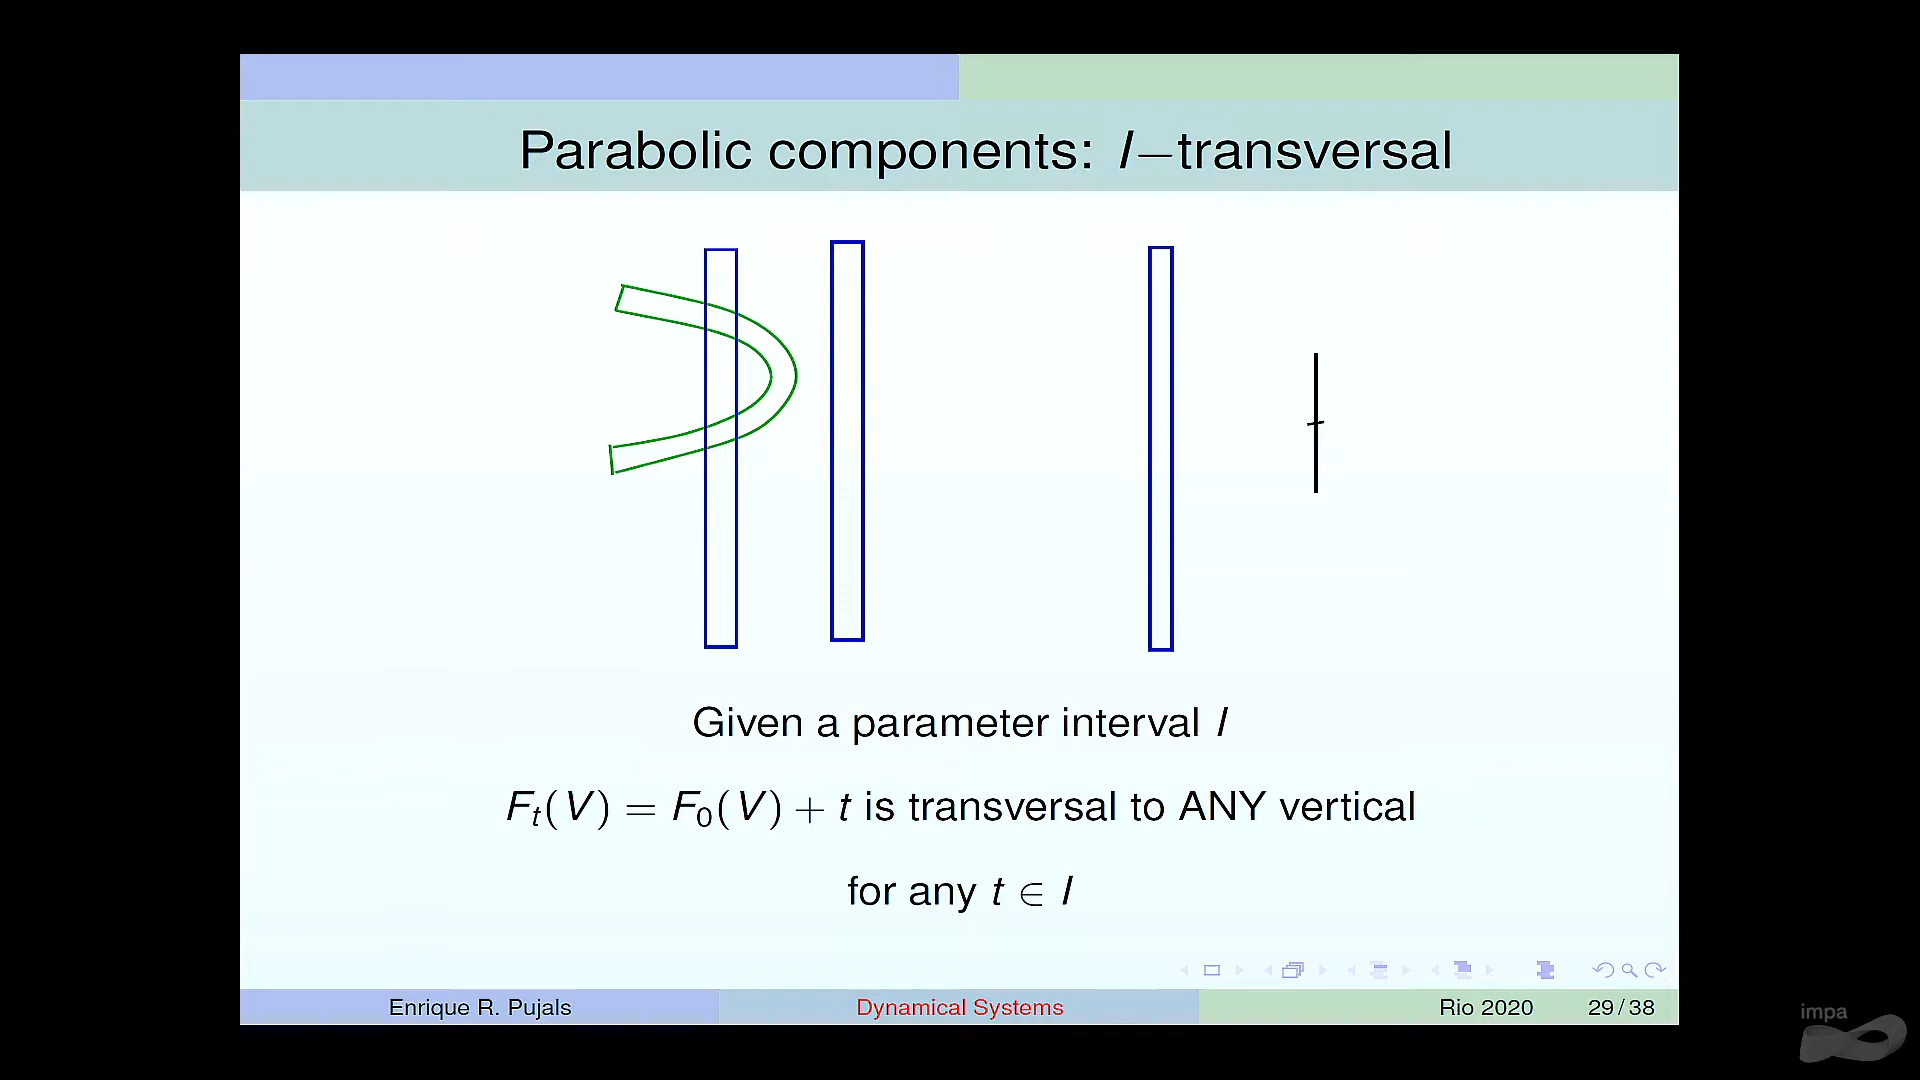 Parabolic components: I−transversal
Given a parameter interval I
Fₜ(V) = F₀(V) + t is transversal to ANY vertical
for any t ∈ I
Enrique R. Pujals
Dynamical Systems
Rio 2020
29/38
impa